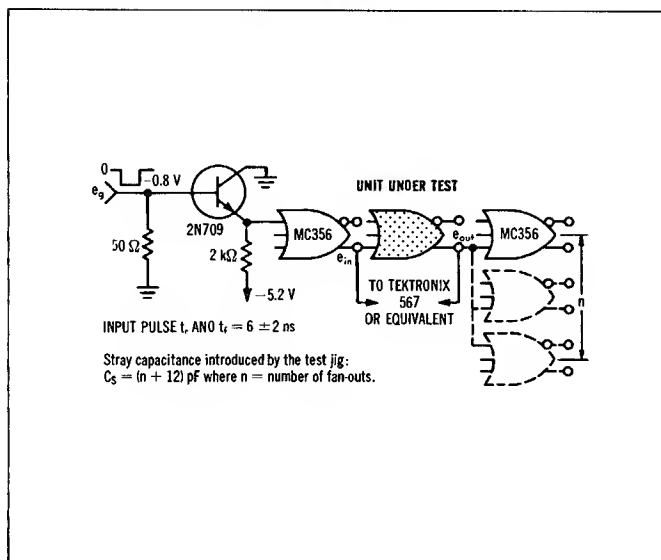 0
−0.8 V
e_g
50 Ω
2N709
2 kΩ
−5.2 V
UNIT UNDER TEST
MC356
e_in
e_out
MC356
n
TO TEKTRONIX
567
OR EQUIVALENT
INPUT PULSE t_r ANO t_f = 6 ± 2 ns
Stray capacitance introduced by the test jig:
C_S = (n + 12) pF where n = number of fan-outs.